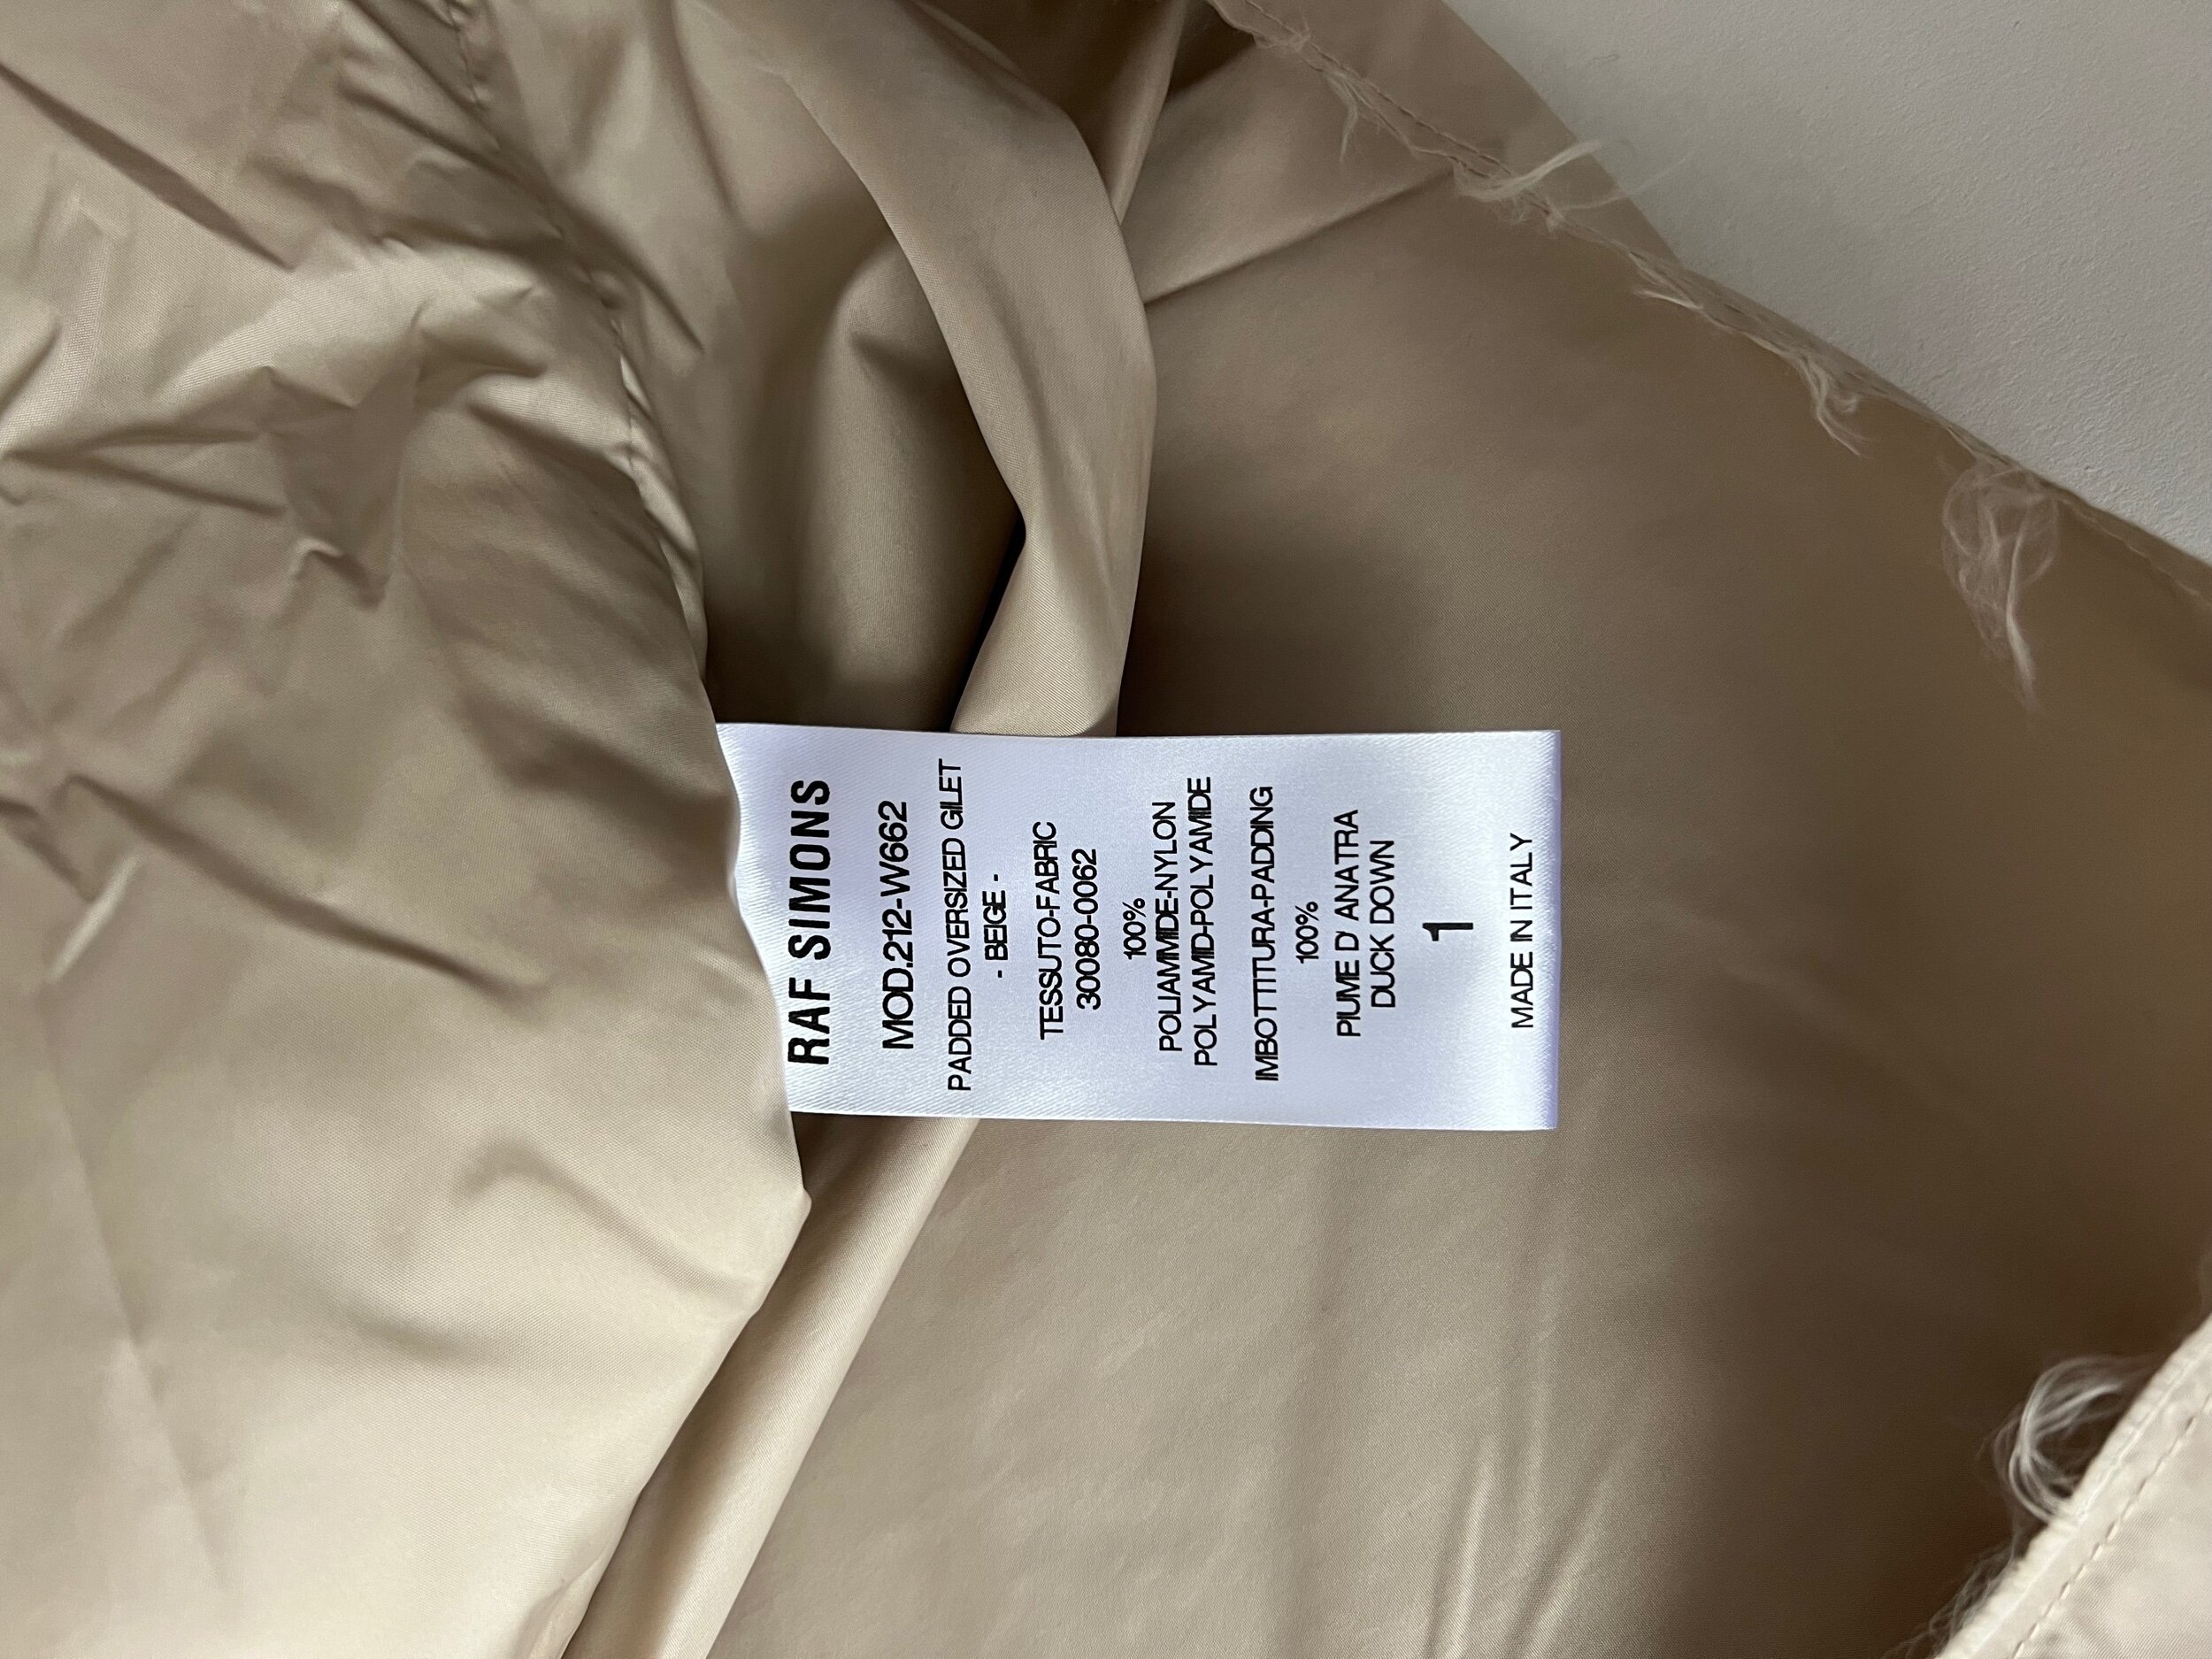 RAF SIMONS
MOD.212-W662
PADDED OVERSIZED GILET
- BEIGE -
TESSUTO-FABRIC
30080-0062
100%
POLIAMMIDE-NYLON
POLYAMID-POLYAMIDE
IMBOTTITURA-PADDING
100%
PIUME D' ANATRA
DUCK DOWN
1
MADE IN ITALY